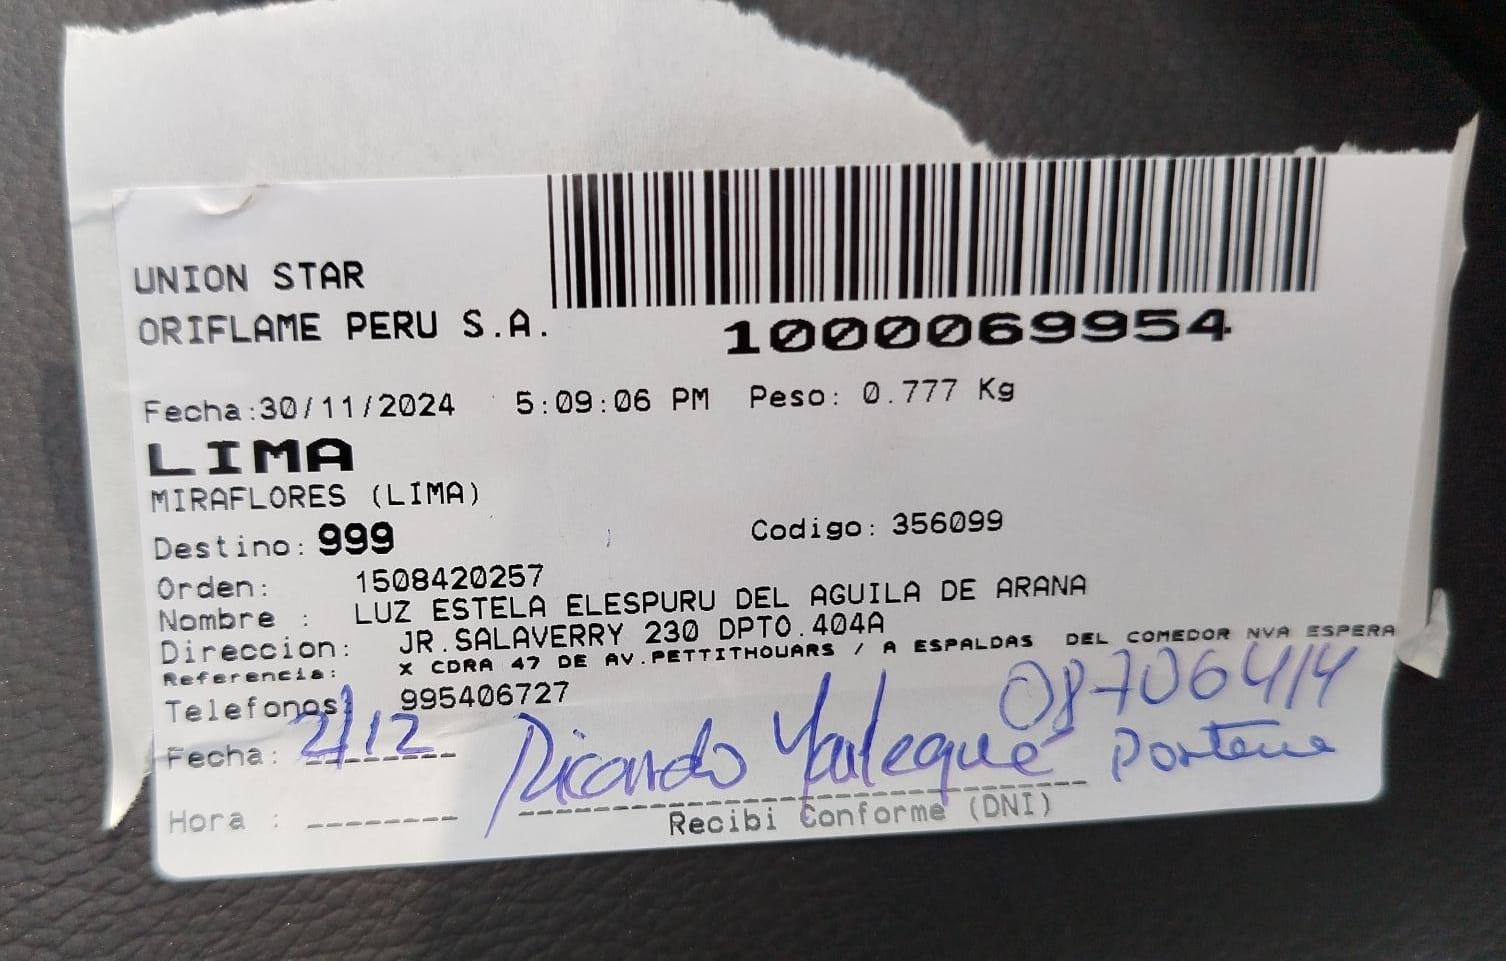 UNION STAR
ORIFLAME PERU S.A.
1000069954
Fecha:30/11/2024 5:09:06 PM Peso: 0.777 Kg
LIMA
MIRAFLORES (LIMA)
Destino: 999 Codigo: 356099
Orden: 1508420257
Nombre : LUZ ESTELA ELESPURU DEL AGUILA DE ARANA
Direccion: JR.SALAVERRY 230 DPTO.404A
Referencia: X CDRA 47 DE AV.PETTITHOUARS / A ESPALDAS DEL COMEDOR NVA ESPERA
Telefonos: 995406727
08706414
Fecha: 2/12 Ricardo Yauleque
Hora : --------
Recibi Conforme (DNI)